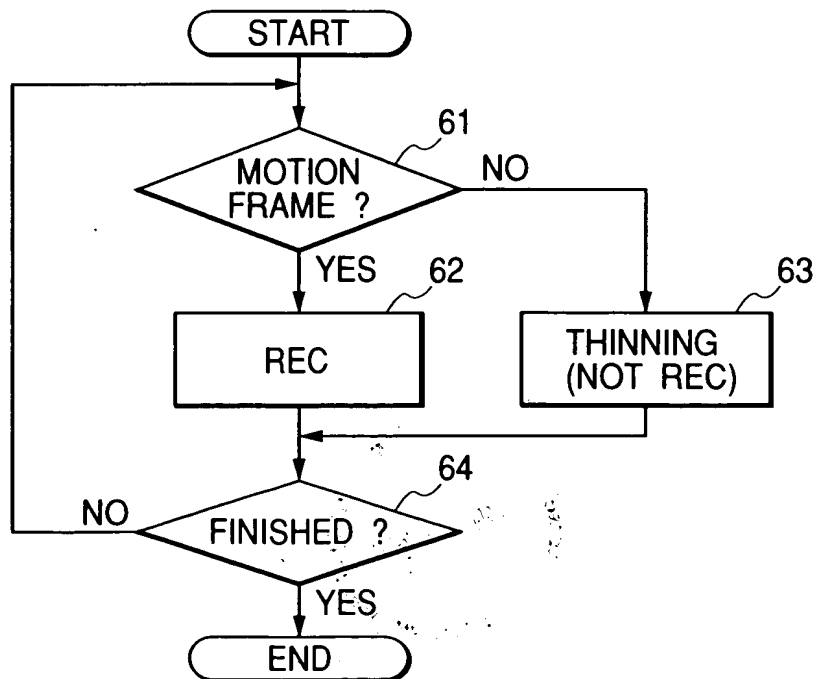 START
61
MOTION
FRAME ?
NO
YES
62
REC
63
THINNING
(NOT REC)
64
NO
FINISHED ?
YES
END